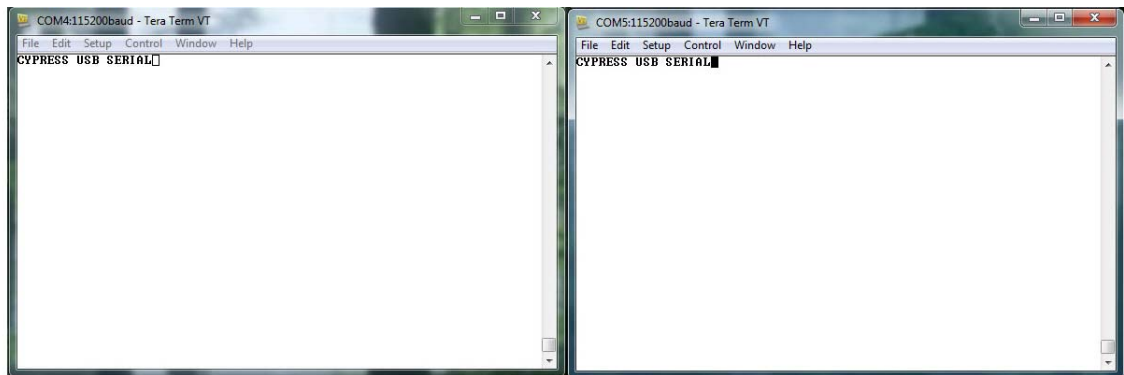 COM4:115200baud - Tera Term VT
File Edit Setup Control Window Help
CYPRESS USB SERIAL
COM5:115200baud - Tera Term VT
File Edit Setup Control Window Help
CYPRESS USB SERIAL